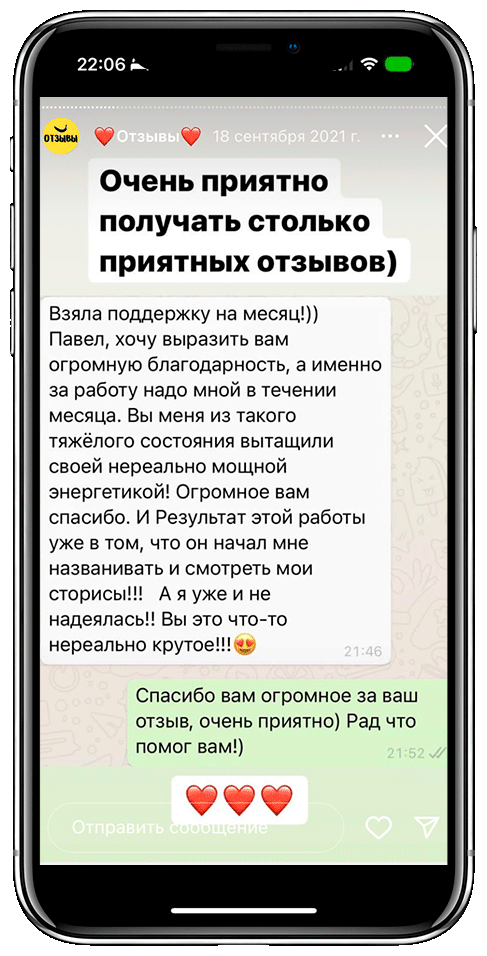 22:06
ОТЗЫВЫ
❤️Отзывы❤️ 18 сентября 2021 г.
Очень приятно
получать столько
приятных отзывов)
Взяла поддержку на месяц!))
Павел, хочу выразить вам
огромную благодарность, а именно
за работу надо мной в течении
месяца. Вы меня из такого
тяжёлого состояния вытащили
своей нереально мощной
энергетикой! Огромное вам
спасибо. И Результат этой работы
уже в том, что он начал мне
названивать и смотреть мои
сторисы!!! А я уже и не
надеялась!! Вы это что-то
нереально крутое!!!😍
21:46
Спасибо вам огромное за ваш
отзыв, очень приятно) Рад что
помог вам!)
21:52
❤️❤️❤️
Отправить сообщение